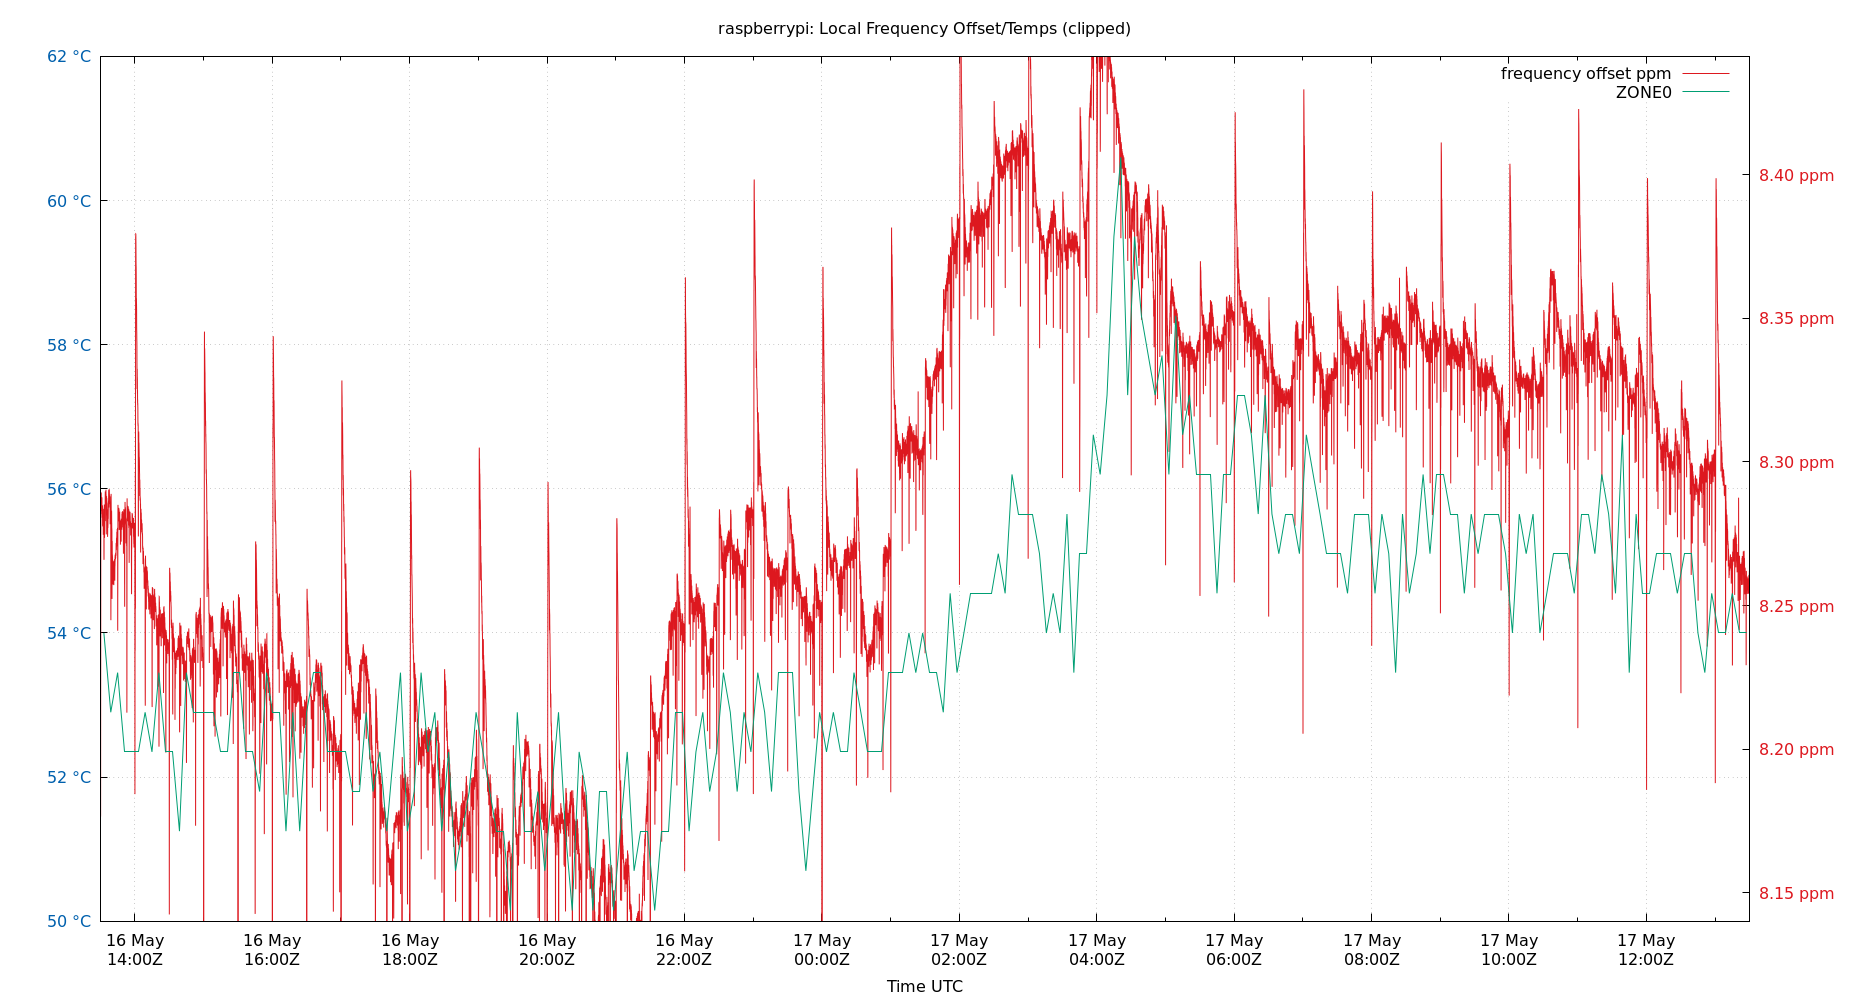 raspberrypi: Local Frequency Offset/Temps (clipped)
frequency offset ppm
ZONE0
62 °C
60 °C
58 °C
56 °C
54 °C
52 °C
50 °C
8.40 ppm
8.35 ppm
8.30 ppm
8.25 ppm
8.20 ppm
8.15 ppm
16 May 16 May 16 May 16 May 16 May 17 May 17 May 17 May 17 May 17 May 17 May 17 May
14:00Z 16:00Z 18:00Z 20:00Z 22:00Z 00:00Z 02:00Z 04:00Z 06:00Z 08:00Z 10:00Z 12:00Z
Time UTC